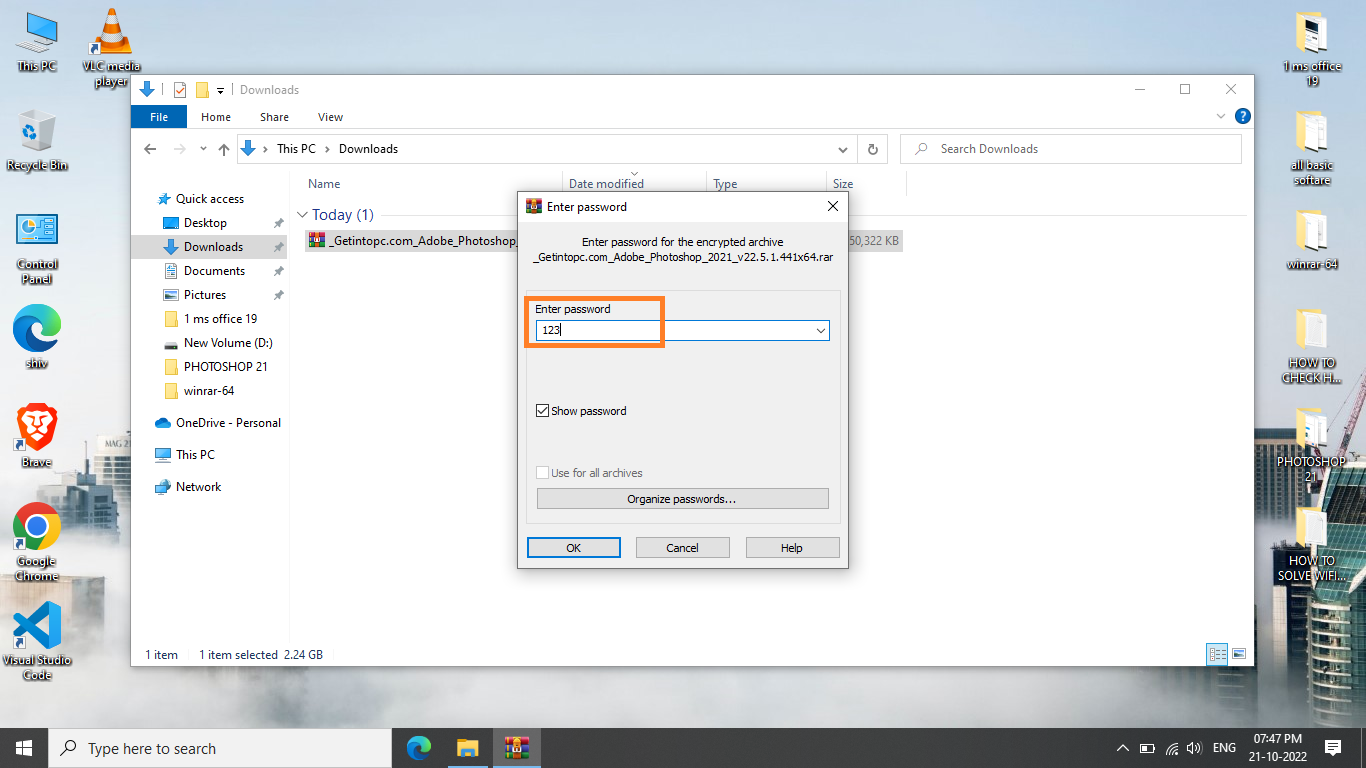 This PC
VLC media
player
Recycle Bin
Control
Panel
shiv
Brave
Google
Chrome
Visual Studio
Code
Downloads
File
Home
Share
View
?
This PC
Downloads
Search Downloads
Quick access
Desktop
Downloads
Documents
Pictures
1 ms office 19
New Volume (D:)
PHOTOSHOP 21
winrar-64
OneDrive - Personal
This PC
Network
Name
Date modified
Type
Size
Today (1)
_Getintopc.com_Adobe_Photoshop_
50,322 KB
Enter password
Enter password for the encrypted archive
_Getintopc.com_Adobe_Photoshop_2021_v22.5.1.441x64.rar
Enter password
123
Show password
Use for all archives
Organize passwords...
OK
Cancel
Help
1 item
1 item selected 2.24 GB
1 ms office
19
all basic
softare
winrar-64
HOW TO
CHECK H...
PHOTOSHOP
21
HOW TO
SOLVE WIFI...
MAG 21
Type here to search
ENG
07:47 PM
21-10-2022